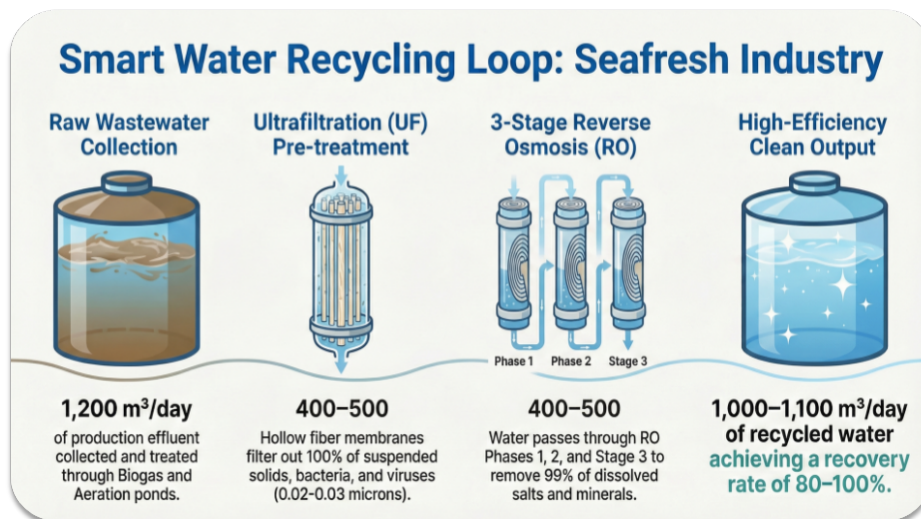 Smart Water Recycling Loop: Seafresh Industry
Raw Wastewater
Collection
1,200 m³/day
of production effluent
collected and treated
through Biogas and
Aeration ponds.
Ultrafiltration (UF)
Pre-treatment
400–500
Hollow fiber membranes
filter out 100% of suspended
solids, bacteria, and viruses
(0.02-0.03 microns).
3-Stage Reverse
Osmosis (RO)
Phase 1 Phase 2 Stage 3
400–500
Water passes through RO
Phases 1, 2, and Stage 3 to
remove 99% of dissolved
salts and minerals.
High-Efficiency
Clean Output
1,000–1,100 m³/day
of recycled water
achieving a recovery
rate of 80–100%.